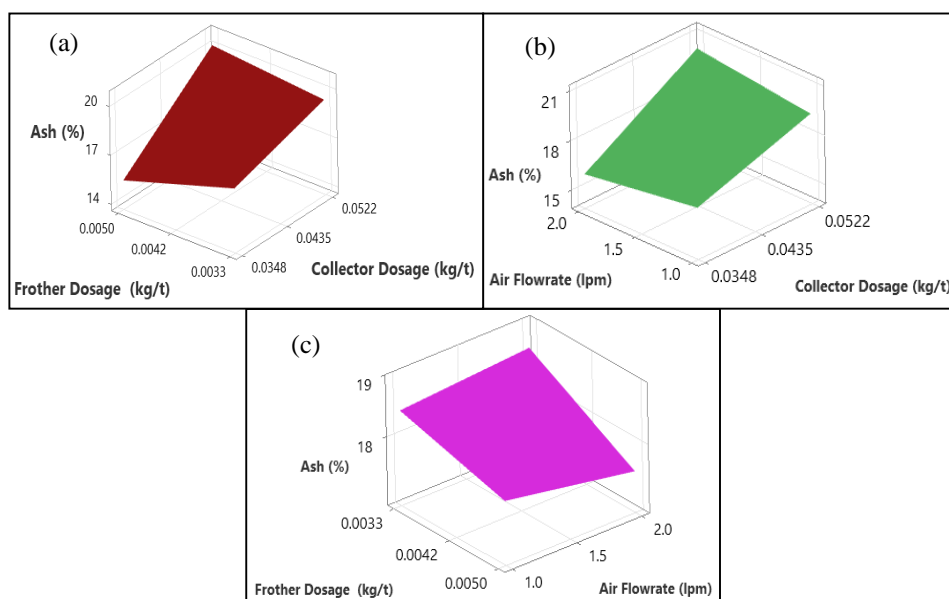 (a)
20
Ash (%)
17
14
0.0050
0.0042
0.0033
0.0522
0.0435
0.0348
Frother Dosage (kg/t)
Collector Dosage (kg/t)
(b)
21
18
Ash (%)
15
2.0
1.5
1.0
0.0522
0.0435
0.0348
Air Flowrate (lpm)
Collector Dosage (kg/t)
(c)
19
18
Ash (%)
0.0033
0.0042
0.0050
2.0
1.5
1.0
Frother Dosage (kg/t)
Air Flowrate (lpm)